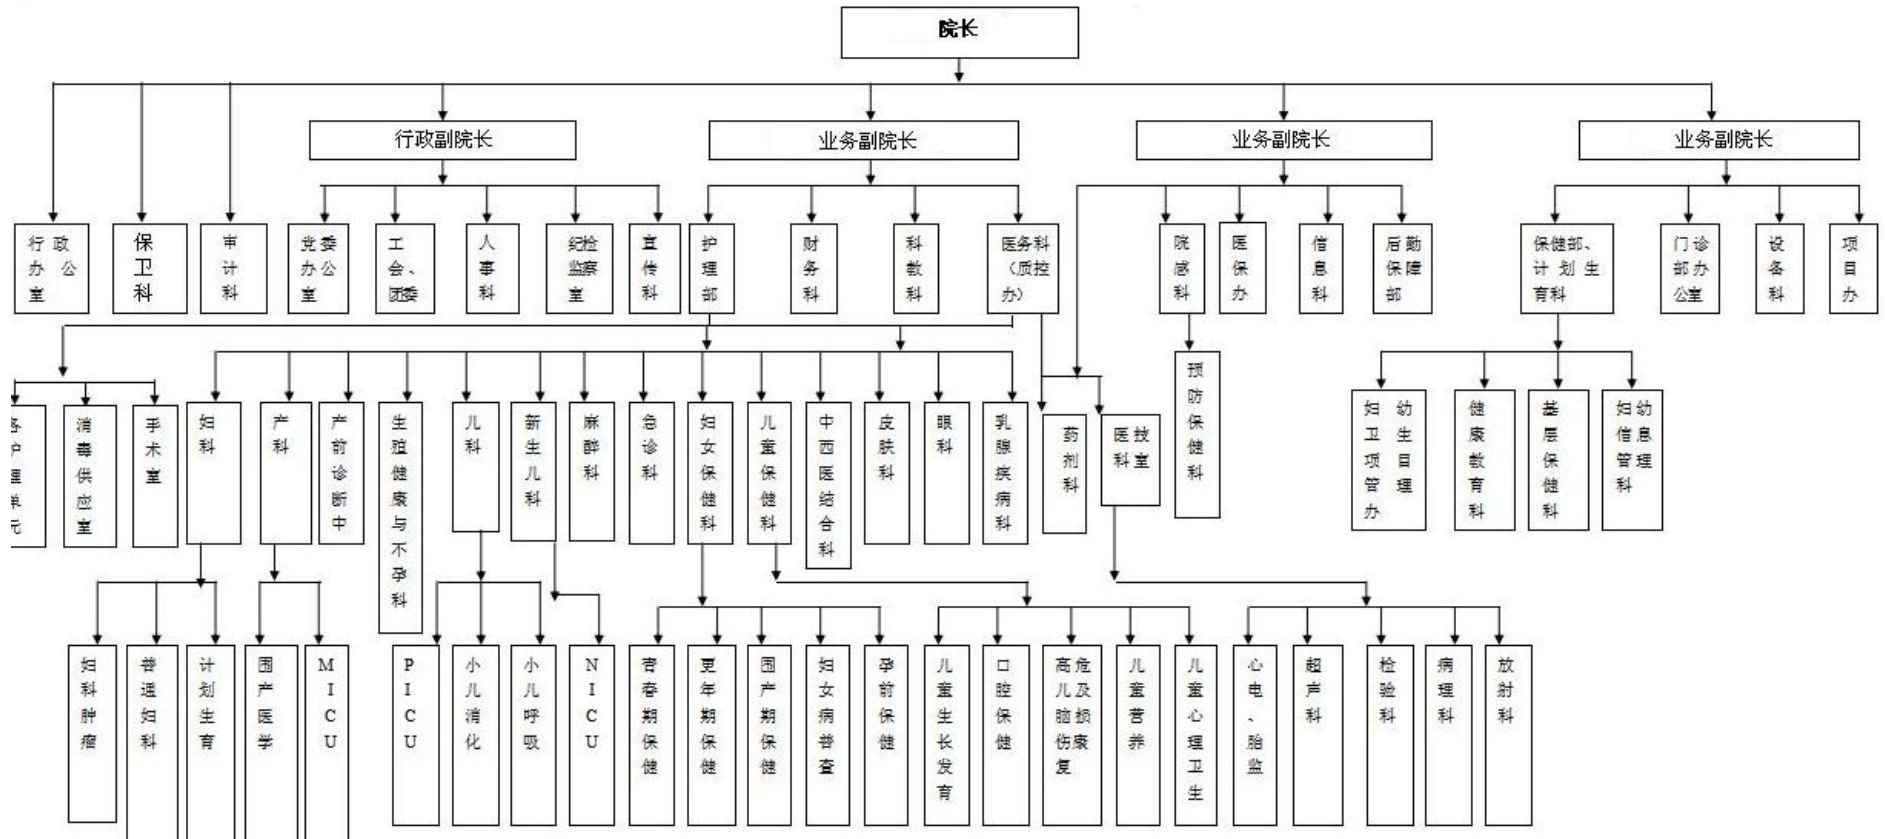 院长
行政副院长
业务副院长
业务副院长
业务副院长
行政
办公
室
保卫科
审计科
党委
办公
室
工
会、
团委
人事科
纪检
监察
室
宣传科
护理部
财务科
科教科
医务科
（质控
办）
院感科
医保办
信息科
后勤
保障
部
保健部、
计划生
育科
门诊
部办
公室
设备科
项目办
预防保健科
消毒供应室
手术室
妇科
产科
产前诊断中
生殖健康与不孕科
儿科
新生儿科
麻醉科
急诊科
妇女保健科
儿童保健科
中西医结合科
皮肤科
眼科
乳腺疾病科
药剂科
医技
科室
妇幼
卫生
项目
管理
办
健康教育科
基层保健科
妇幼
信息
管理
科
妇科肿瘤
普通妇科
计划生育
围产医学
MICU
PICU
小儿消化
小儿呼吸
NICU
青春期保健
更年期保健
围产期保健
妇女病普查
孕前保健
儿童生长发育
口腔保健
高危
儿及
脑损
伤康
复
儿童营养
儿童心理卫生
心电、胎监
超声科
检验科
病理科
放射科